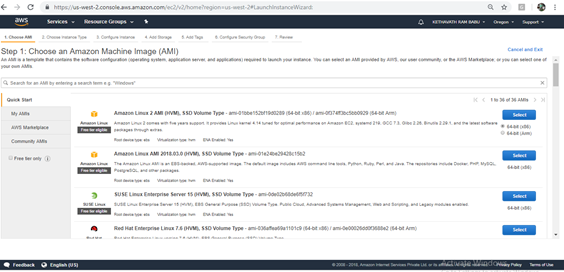 https://us-west-2.console.aws.amazon.com/ec2/v2/home?region=us-west-2#LaunchInstanceWizard:
aws Services Resource Groups KETHAVATH RAM BABU Oregon Support
1. Choose AMI 2. Choose Instance Type 3. Configure Instance 4. Add Storage 5. Add Tags 6. Configure Security Group 7. Review
Step 1: Choose an Amazon Machine Image (AMI) Cancel and Exit
An AMI is a template that contains the software configuration (operating system, application server, and applications) required to launch your instance. You can select an AMI provided by AWS, our user community, or the AWS Marketplace; or you can select one of
your own AMIs.
Search for an AMI by entering a search term e.g. "Windows"
Quick Start 1 to 36 of 36 AMIs
My AMIs
AWS Marketplace
Community AMIs
Free tier only
Amazon Linux
Free tier eligible
Amazon Linux 2 AMI (HVM), SSD Volume Type - (64-bit x86) / (64-bit Arm)
Amazon Linux 2 comes with five years support. It provides Linux kernel 4.14 tuned for optimal performance on Amazon EC2, systemd 219, GCC 7.3, Glibc 2.26, Binutils 2.29.1, and the latest software
packages through extras.
Root device type: ebs Virtualization type: hvm ENA Enabled: Yes
Select
64-bit (x86)
64-bit (Arm)
Amazon Linux
Free tier eligible
Amazon Linux AMI 2018.03.0 (HVM), SSD Volume Type
The Amazon Linux AMI is an EBS-backed, AWS-supported image. The default image includes AWS command line tools, Python, Ruby, Perl, and Java. The repositories include Docker, PHP, MySQL,
PostgreSQL, and other packages.
Root device type: ebs Virtualization type: hvm ENA Enabled: Yes
Select
64-bit (x86)
SUSE Linux
Free tier eligible
SUSE Linux Enterprise Server 15 (HVM), SSD Volume Type
SUSE Linux Enterprise Server 15 (HVM), EBS General Purpose (SSD) Volume Type. Public Cloud, Advanced Systems Management, Web and Scripting, and Legacy modules enabled.
Root device type: ebs Virtualization type: hvm ENA Enabled: Yes
Select
64-bit (x86)
Red Hat Enterprise Linux 7.6 (HVM), SSD Volume Type - (64-bit x86) / (64-bit Arm)
Select
Feedback English (US) © 2008 - 2018, Amazon Internet Services Private Ltd. or its affiliates. Privacy Policy Terms of Use